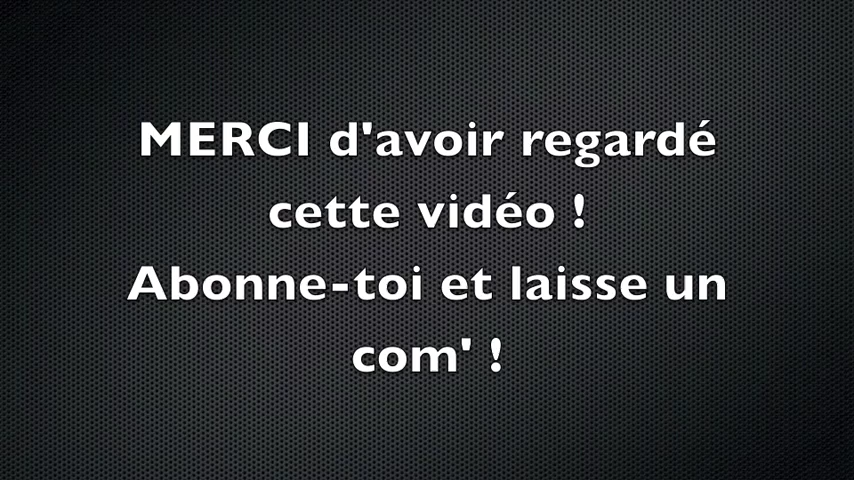 MERCI d'avoir regardé
cette vidéo !
Abonne-toi et laisse un
com' !